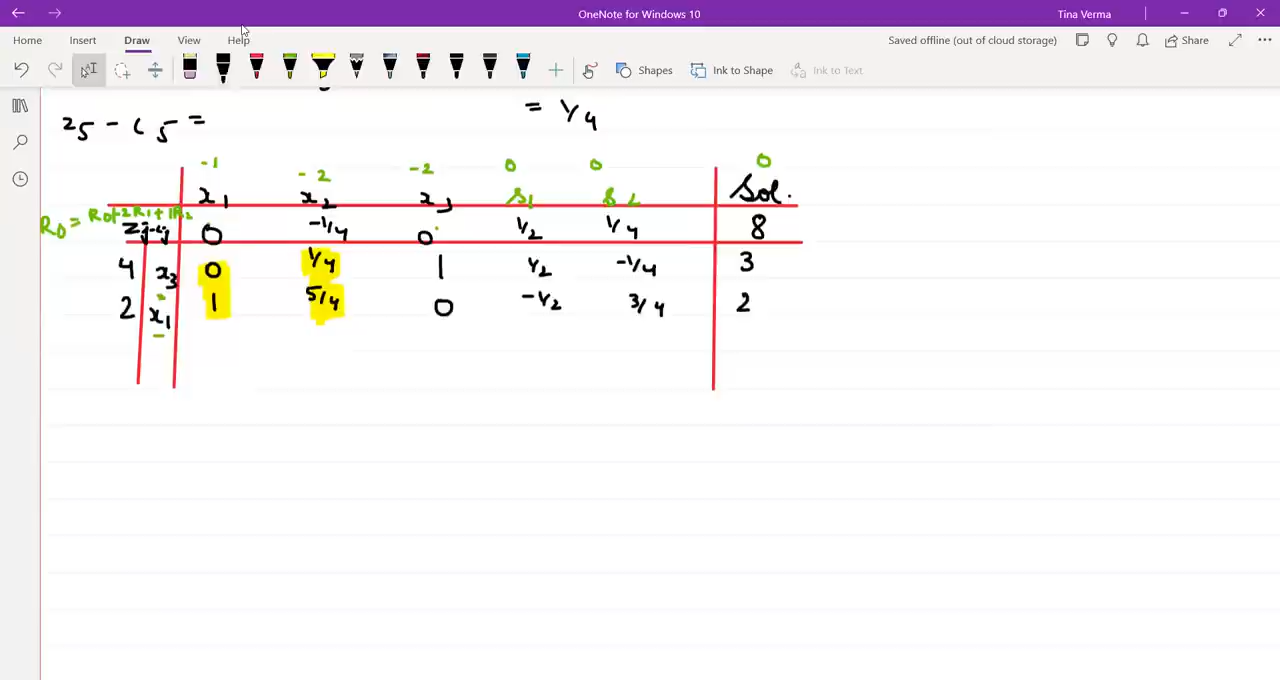 OneNote for Windows 10
Tina Verma
Home Insert Draw View Help
Saved offline (out of cloud storage)
Share
Shapes
Ink to Shape
Ink to Text
= 1/4
z5 - c5 =
-1 -2 -2 0 0 0
x1 x2 x3 s1 s2 Sol.
R0 = R0+2R1+1R2
zj-cj 0 -1/4 0 1/2 1/4 8
4 x3 0 1/4 1 1/2 -1/4 3
2 x1 1 5/4 0 -1/2 3/4 2